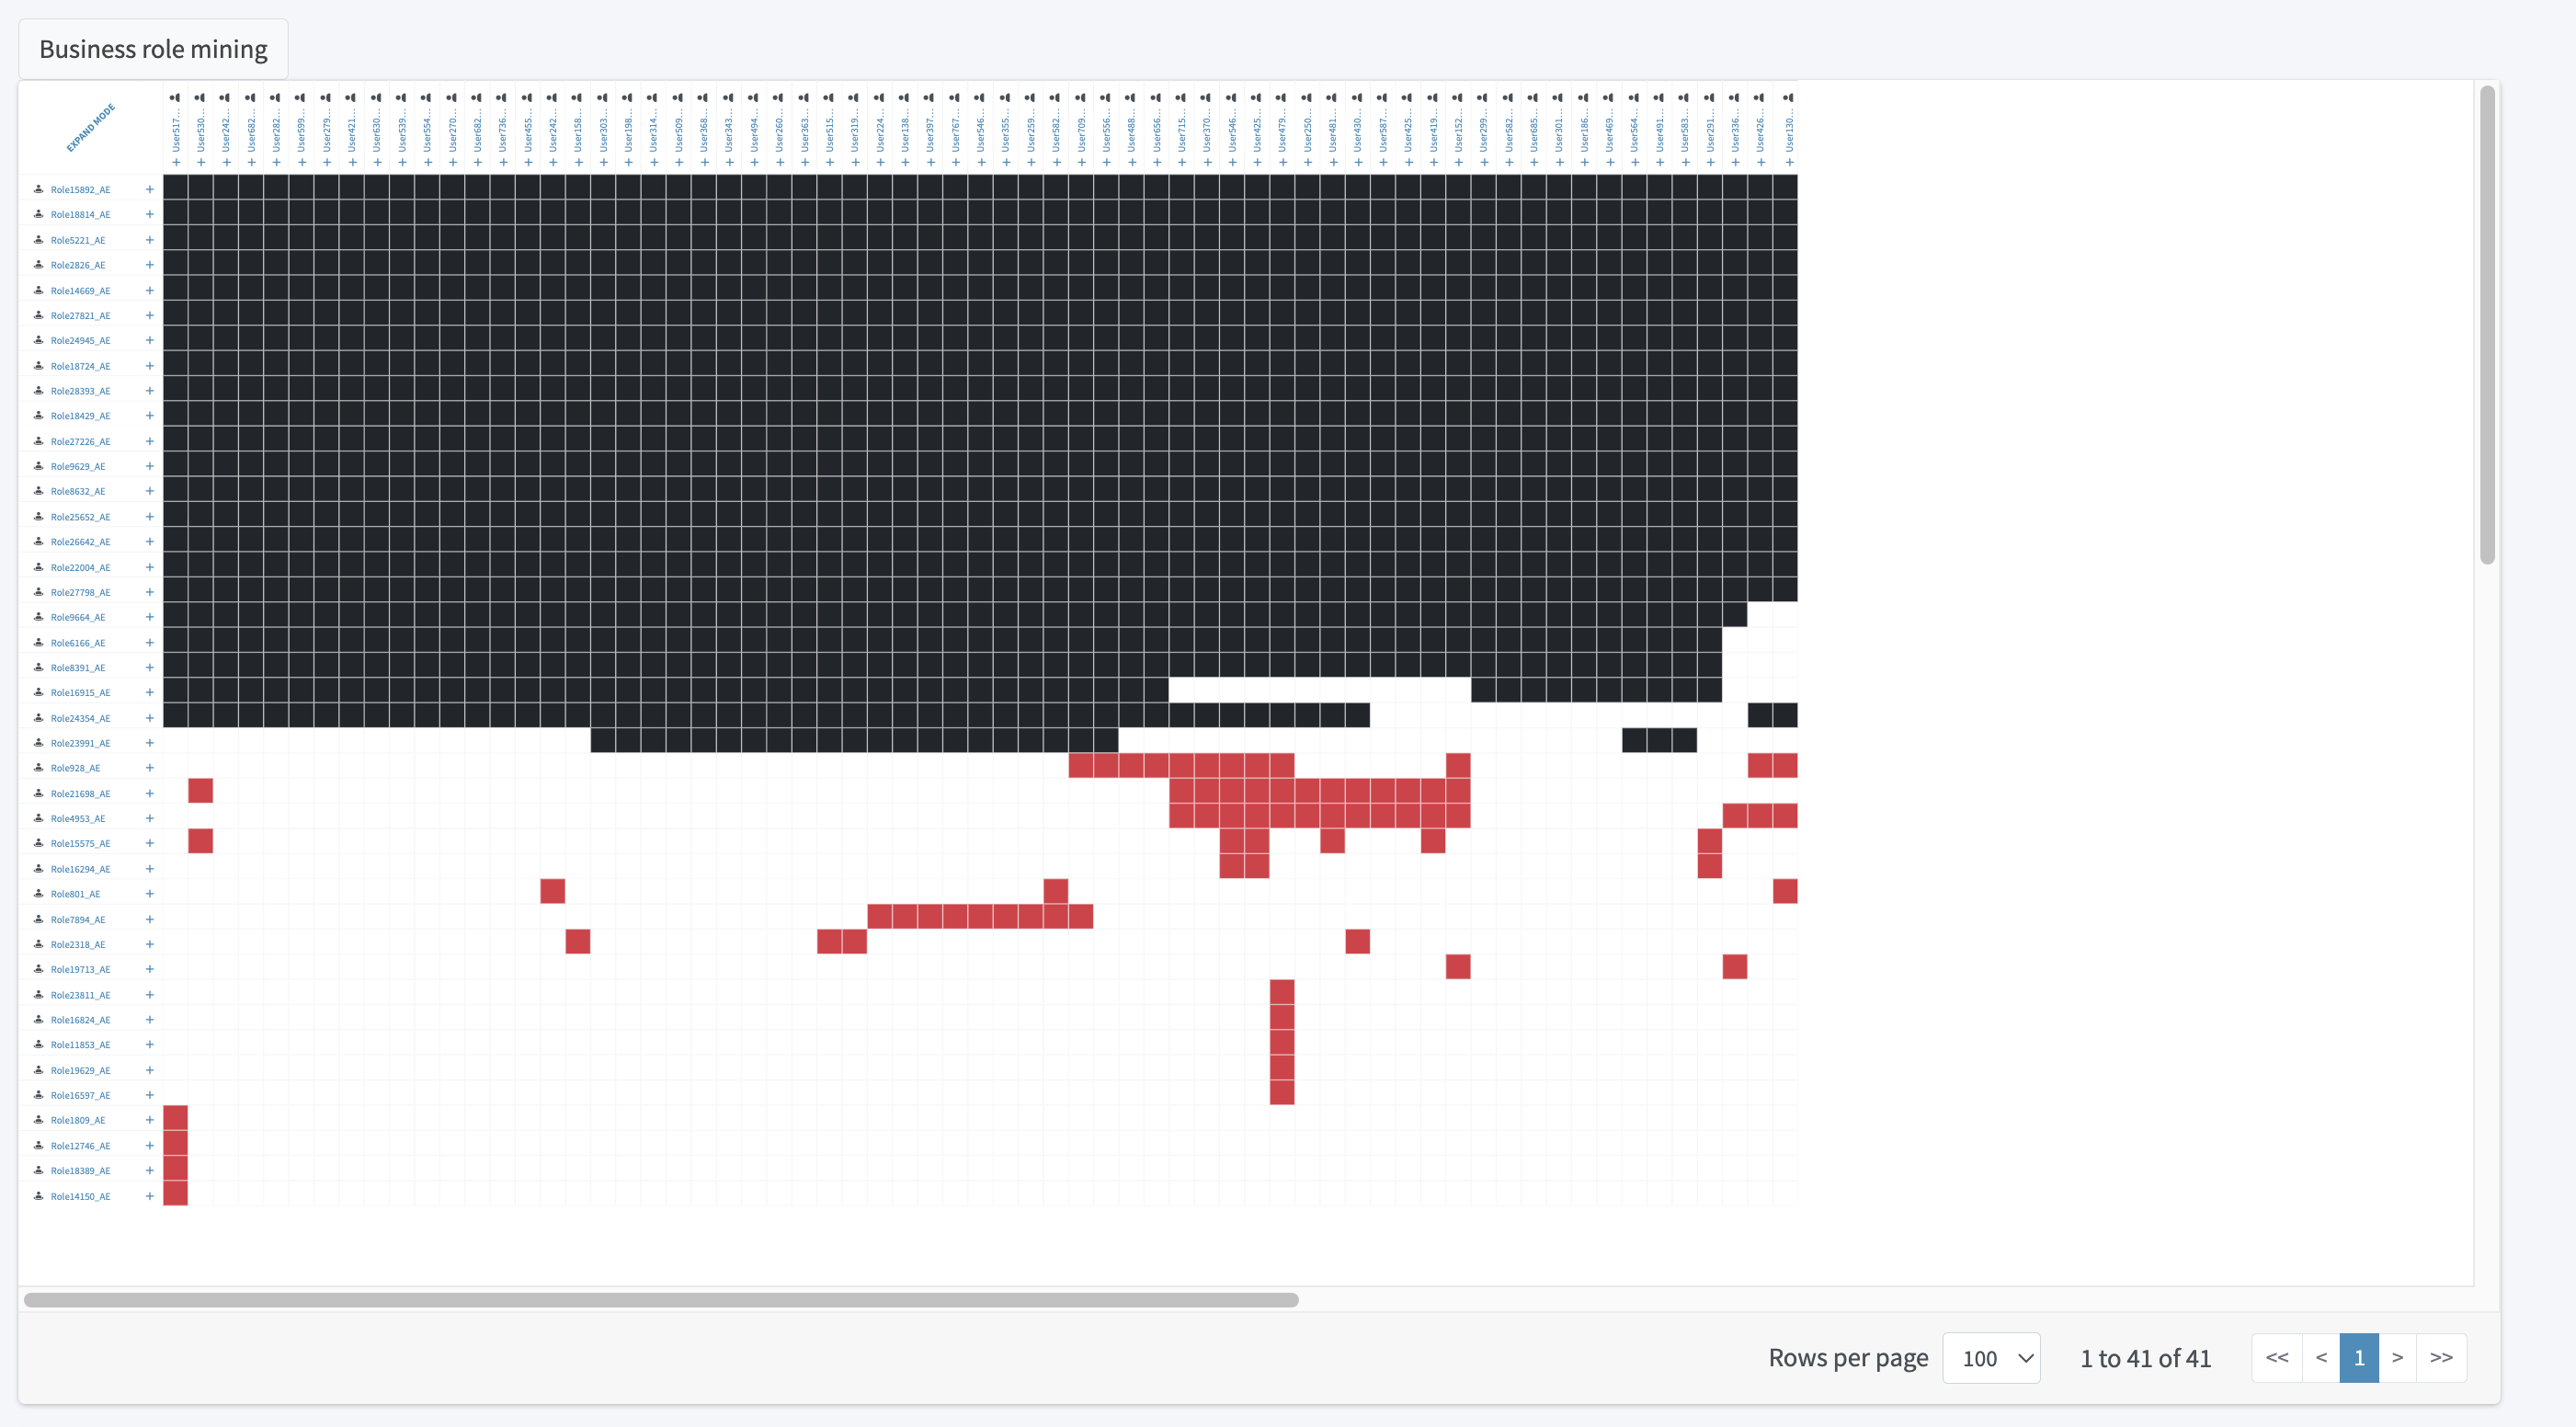 Business role mining
EXPAND MODE
+ User517...
+ User530...
+ User242...
+ User682...
+ User282...
+ User599...
+ User279...
+ User421...
+ User630...
+ User539...
+ User554...
+ User270...
+ User682...
+ User736...
+ User455...
+ User242...
+ User158...
+ User303...
+ User198...
+ User314...
+ User509...
+ User368...
+ User343...
+ User494...
+ User260...
+ User363...
+ User515...
+ User319...
+ User224...
+ User138...
+ User397...
+ User767...
+ User546...
+ User355...
+ User259...
+ User582...
+ User709...
+ User556...
+ User488...
+ User656...
+ User715...
+ User370...
+ User546...
+ User425...
+ User479...
+ User250...
+ User481...
+ User430...
+ User587...
+ User425...
+ User419...
+ User152...
+ User299...
+ User582...
+ User685...
+ User301...
+ User186...
+ User469...
+ User564...
+ User491...
+ User583...
+ User291...
+ User336...
+ User426...
+ User130...
Role15892_AE +
Role18814_AE +
Role5221_AE +
Role2826_AE +
Role14669_AE +
Role27821_AE +
Role24945_AE +
Role18724_AE +
Role28393_AE +
Role18429_AE +
Role27226_AE +
Role9629_AE +
Role8632_AE +
Role25652_AE +
Role26642_AE +
Role22004_AE +
Role27798_AE +
Role9664_AE +
Role6166_AE +
Role8391_AE +
Role16915_AE +
Role24354_AE +
Role23991_AE +
Role928_AE +
Role21698_AE +
Role4953_AE +
Role15575_AE +
Role16294_AE +
Role801_AE +
Role7894_AE +
Role2318_AE +
Role19713_AE +
Role23811_AE +
Role16824_AE +
Role11853_AE +
Role19629_AE +
Role16597_AE +
Role1809_AE +
Role12746_AE +
Role18389_AE +
Role14150_AE +
Rows per page 100 1 to 41 of 41 << < 1 > >>